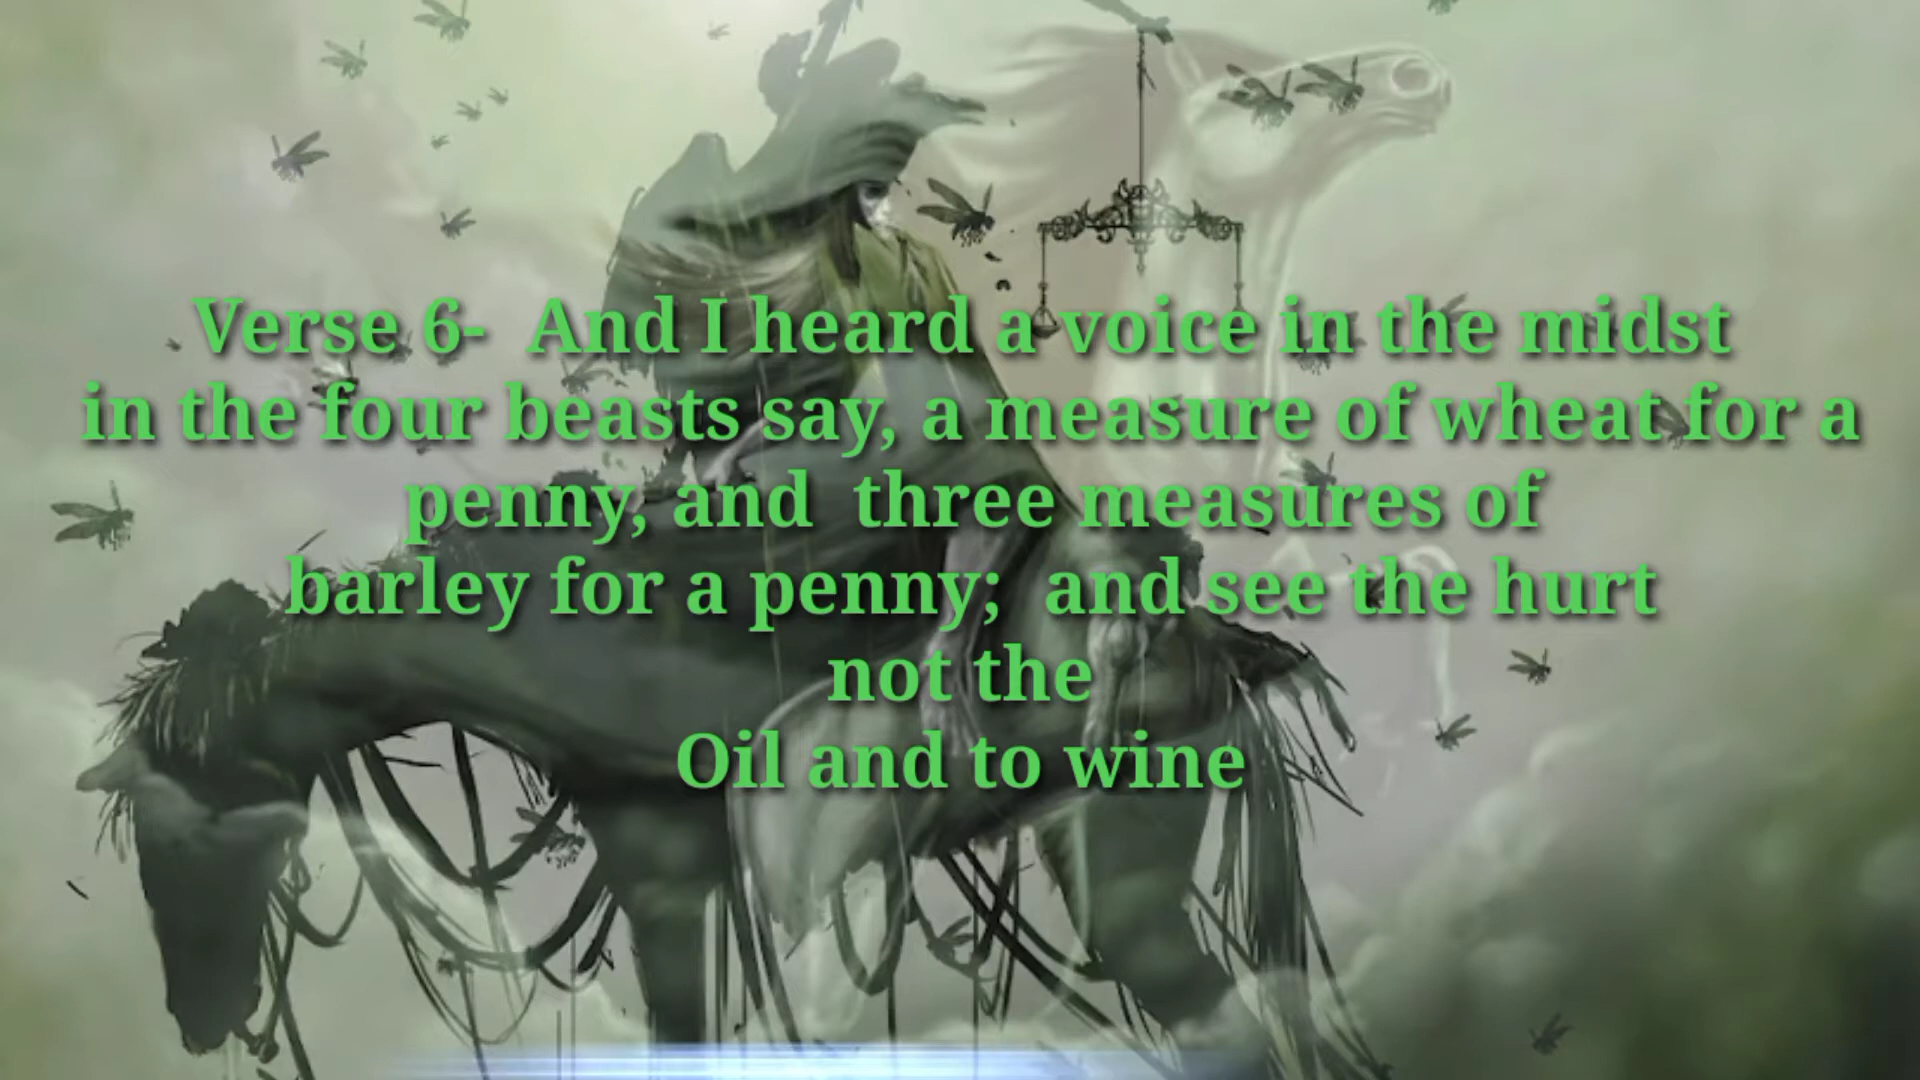 Verse 6-  And I heard a voice in the midst
in the four beasts say, a measure of wheat for a
penny, and  three measures of
barley for a penny;  and see the hurt
not the
Oil and to wine